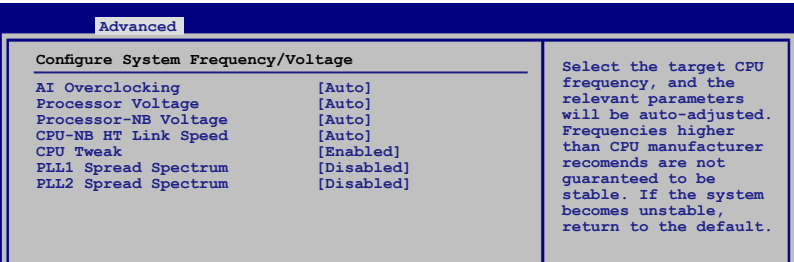 Advanced
Configure System Frequency/Voltage
AI Overclocking [Auto]
Processor Voltage [Auto]
Processor-NB Voltage [Auto]
CPU-NB HT Link Speed [Auto]
CPU Tweak [Enabled]
PLL1 Spread Spectrum [Disabled]
PLL2 Spread Spectrum [Disabled]
Select the target CPU
frequency, and the
relevant parameters
will be auto-adjusted.
Frequencies higher
than CPU manufacturer
recomends are not
guaranteed to be
stable. If the system
becomes unstable,
return to the default.